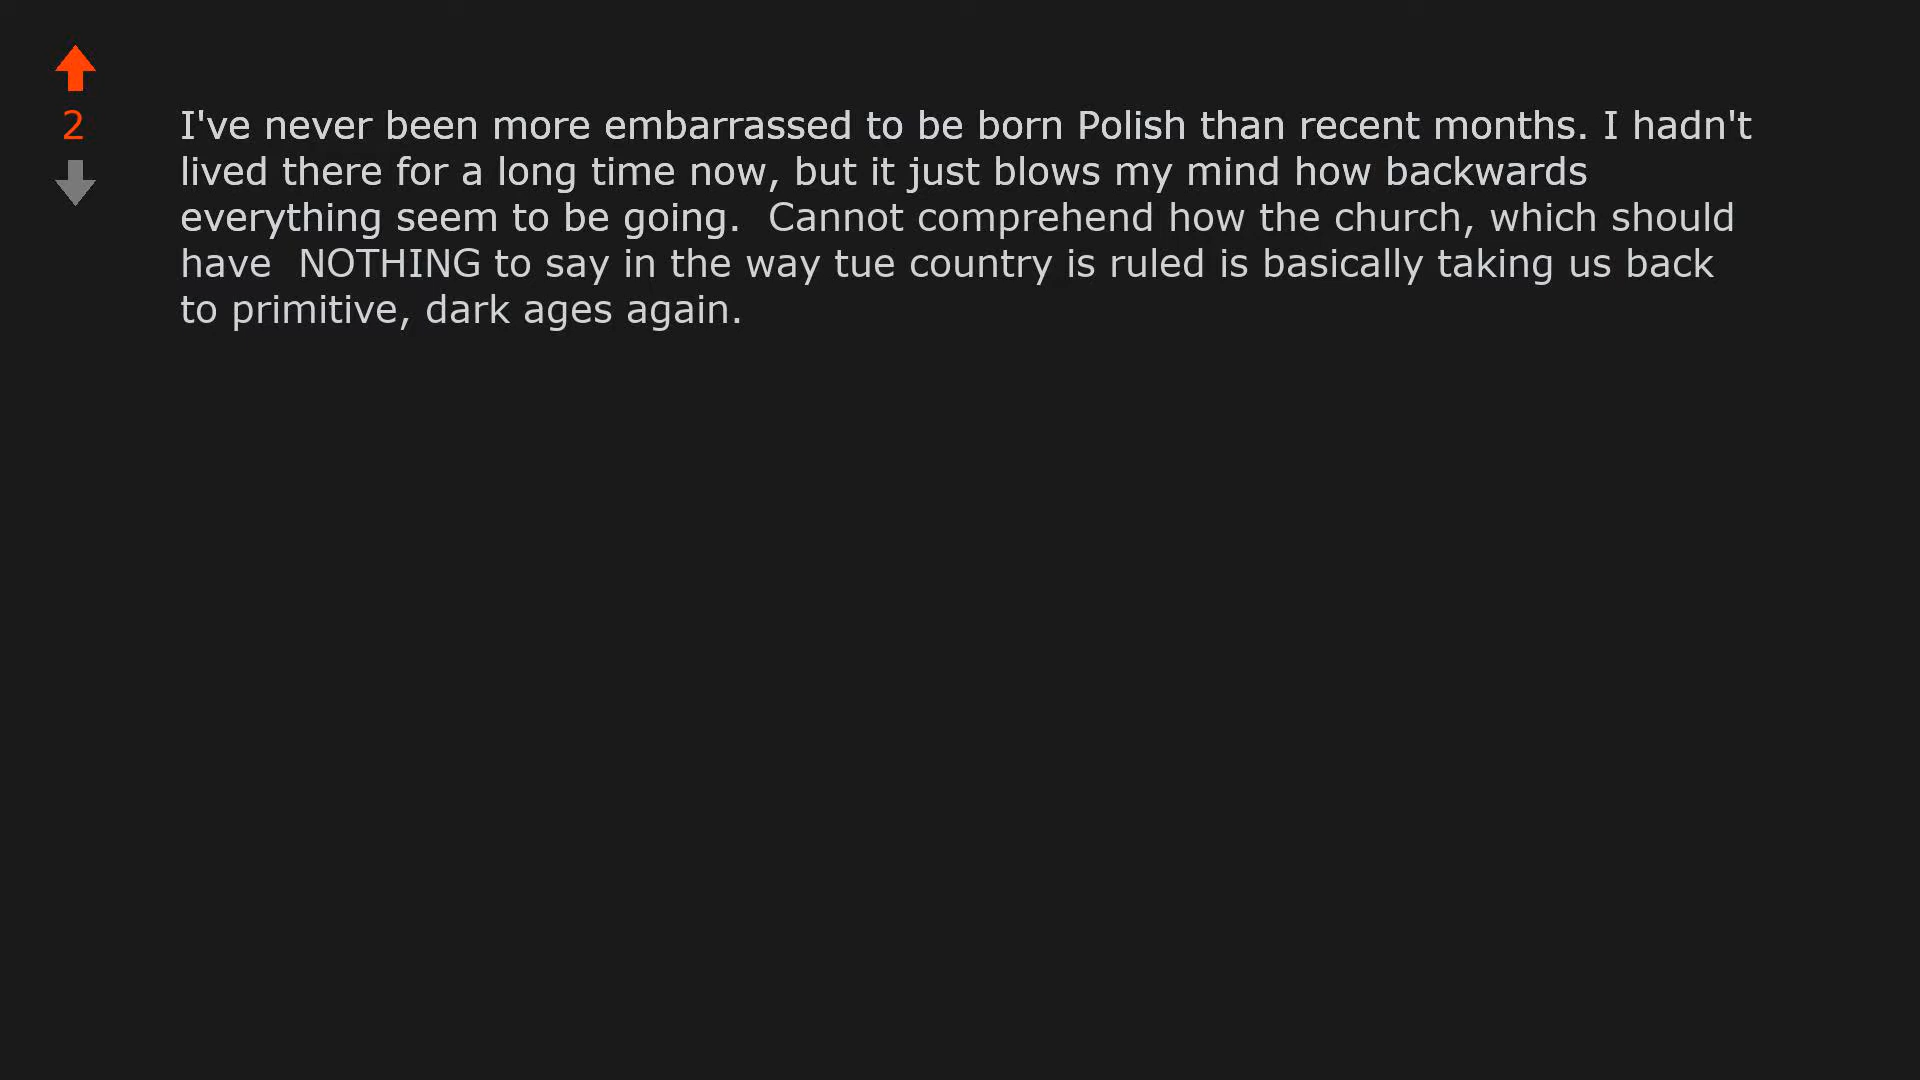 2
I've never been more embarrassed to be born Polish than recent months. I hadn't
lived there for a long time now, but it just blows my mind how backwards
everything seem to be going.  Cannot comprehend how the church, which should
have  NOTHING to say in the way tue country is ruled is basically taking us back
to primitive, dark ages again.